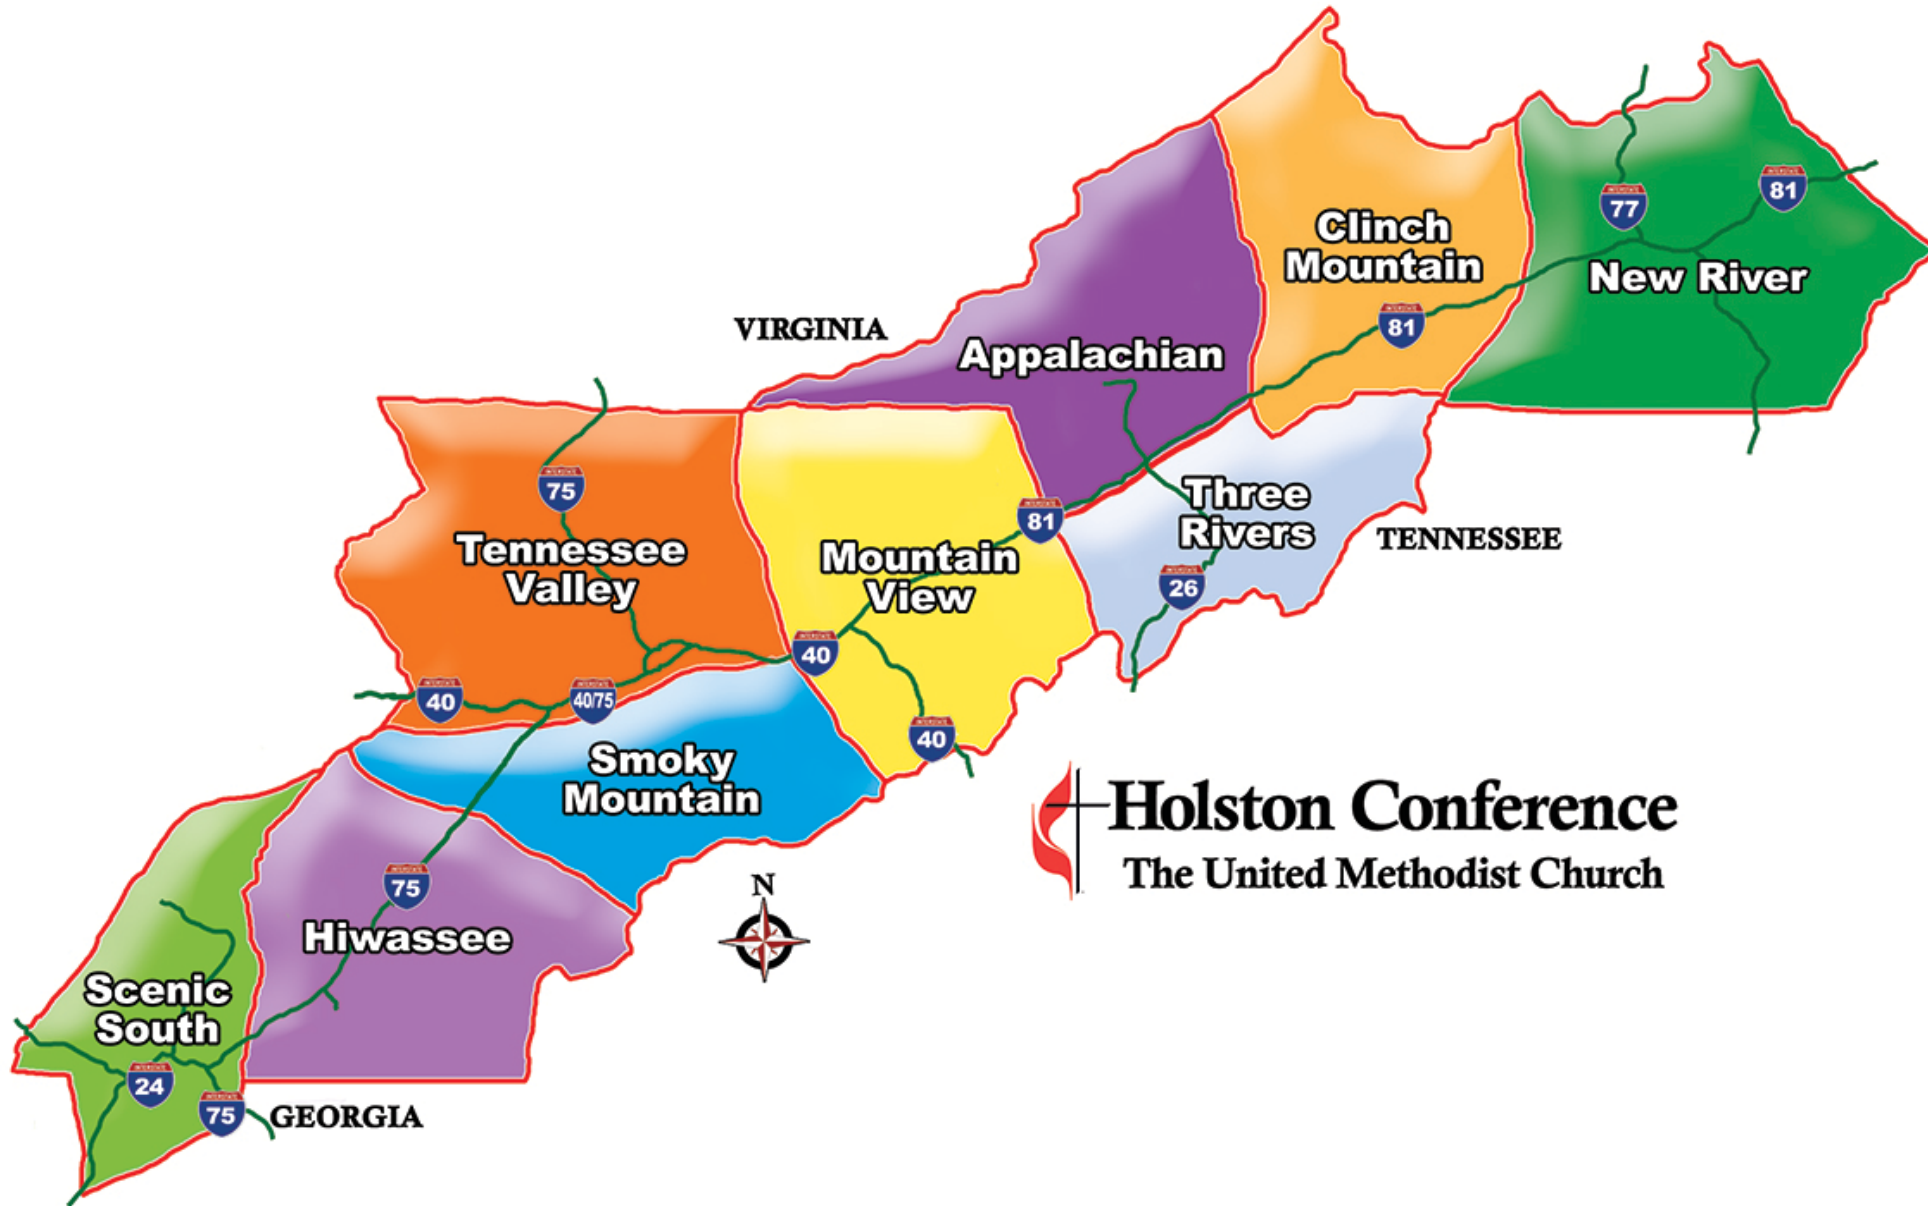 Clinch
Mountain
77
81
New River
VIRGINIA
Appalachian
81
75
Tennessee
Valley
81
Mountain
View
Three
Rivers
TENNESSEE
26
40
40
40/75
40
Smoky
Mountain
Holston Conference
The United Methodist Church
N
75
Hiwassee
Scenic
South
24
75
GEORGIA